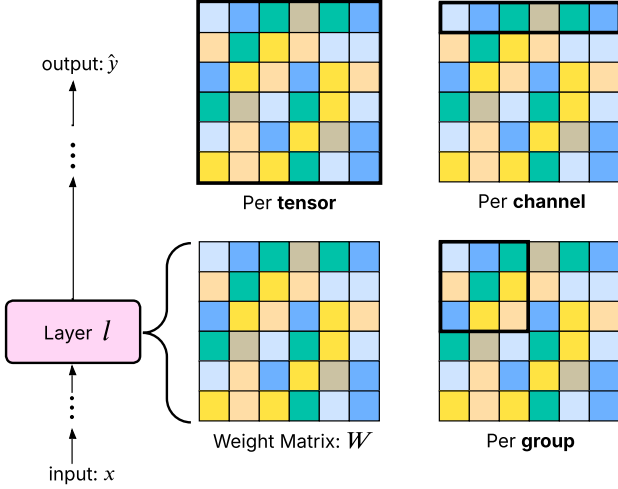 output: ŷ
Per tensor
Per channel
Layer l
Weight Matrix: W
Per group
input: x